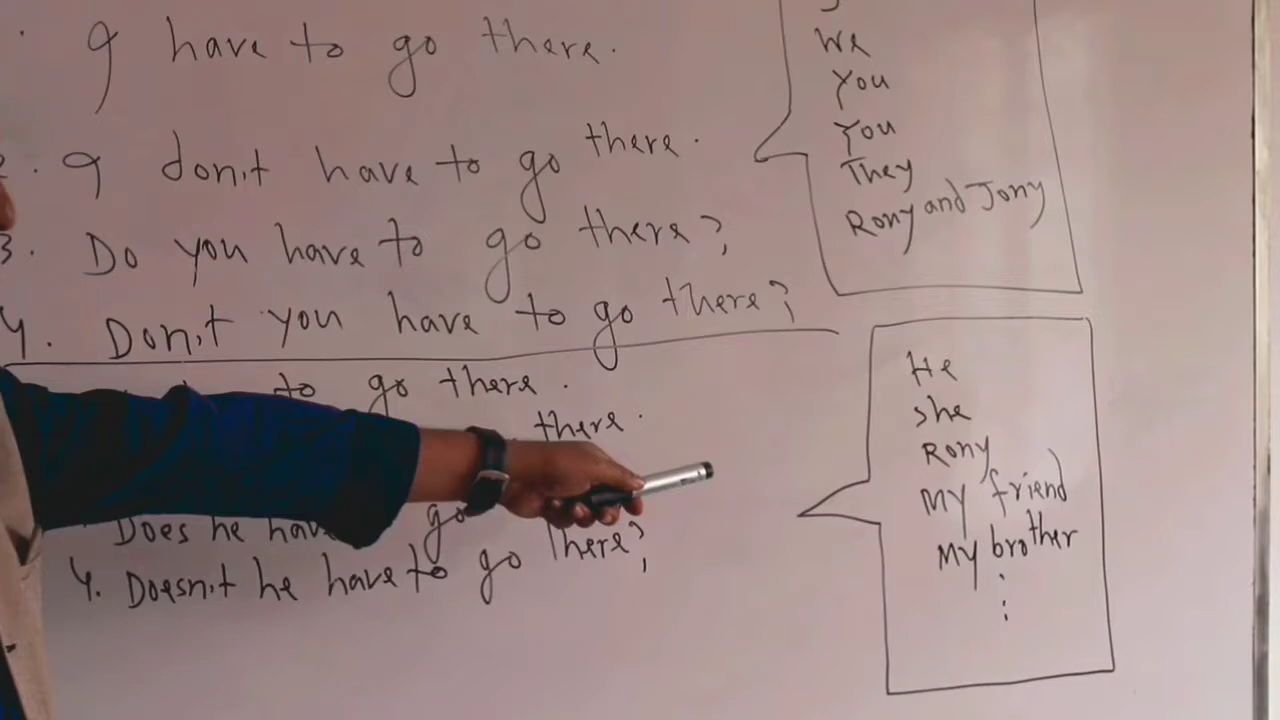 I have to go there.
2. I don't have to go there.
3. Do you have to go there?
4. Don't you have to go there?
to go there.
there.
Does he have go there?
4. Doesn't he have to go there?
We
You
You
They
Rony and Jony
He
she
Rony
My friend
My brother